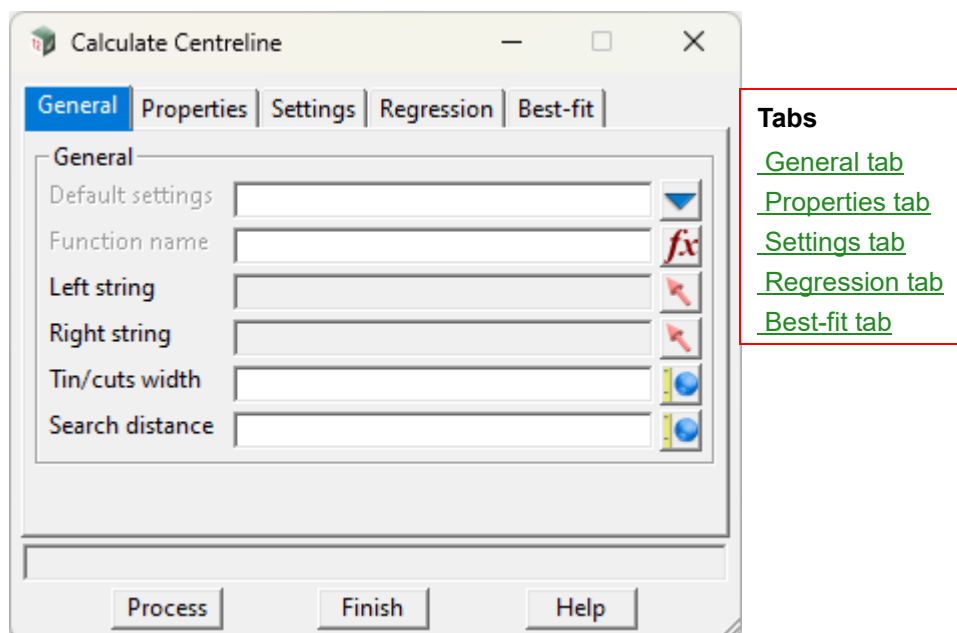 Calculate Centreline
General Properties Settings Regression Best-fit
General
Default settings
Function name fx
Left string
Right string
Tin/cuts width
Search distance
Process Finish Help
Tabs
General tab
Properties tab
Settings tab
Regression tab
Best-fit tab